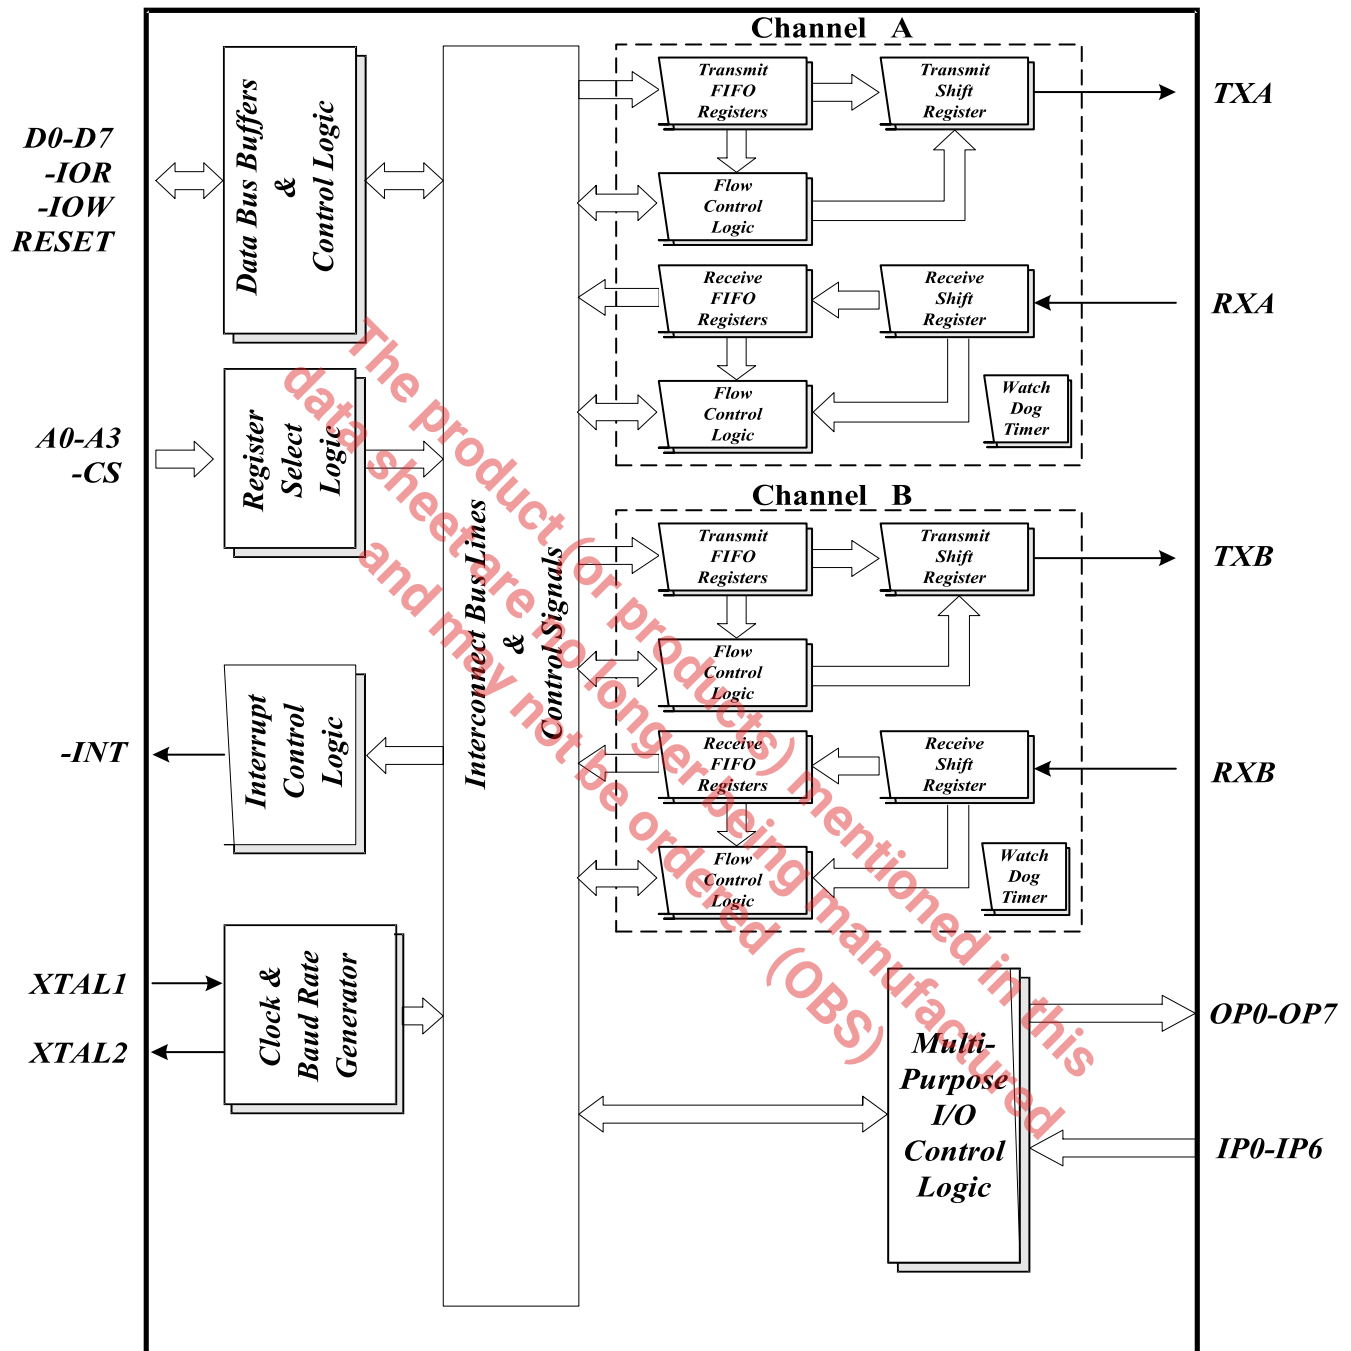 Channel A
Transmit
FIFO
Registers
Transmit
Shift
Register
TXA
D0-D7
-IOR
-IOW
RESET
Data Bus Buffers
&
Control Logic
Flow
Control
Logic
Receive
FIFO
Registers
Receive
Shift
Register
RXA
Flow
Control
Logic
Watch
Dog
Timer
A0-A3
-CS
Register
Select
Logic
Interconnect Bus Lines
&
Control Signals
Channel B
Transmit
FIFO
Registers
Transmit
Shift
Register
TXB
Flow
Control
Logic
-INT
Interrupt
Control
Logic
Receive
FIFO
Registers
Receive
Shift
Register
RXB
Flow
Control
Logic
Watch
Dog
Timer
XTAL1
XTAL2
Clock &
Baud Rate
Generator
Multi-
Purpose
I/O
Control
Logic
OP0-OP7
IP0-IP6
The product (or products) mentioned in this
data sheet are no longer being manufactured
and may not be ordered (OBS)